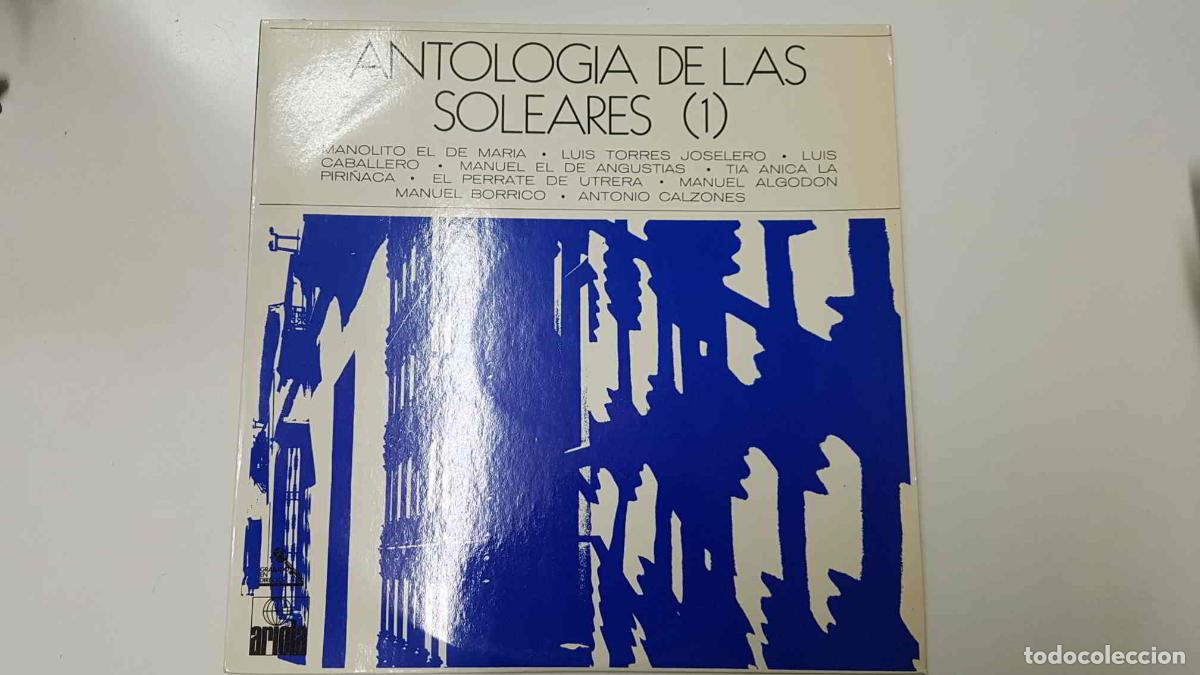 ANTOLOGIA DE LAS
SOLEARES (1)
MANOLITO EL DE MARIA • LUIS TORRES JOSELERO • LUIS
CABALLERO • MANUEL EL DE ANGUSTIAS • TIA ANICA LA
PIRIÑACA • EL PERRATE DE UTRERA • MANUEL ALGODON
MANUEL BORRICO • ANTONIO CALZONES
ariola
todocoleccion